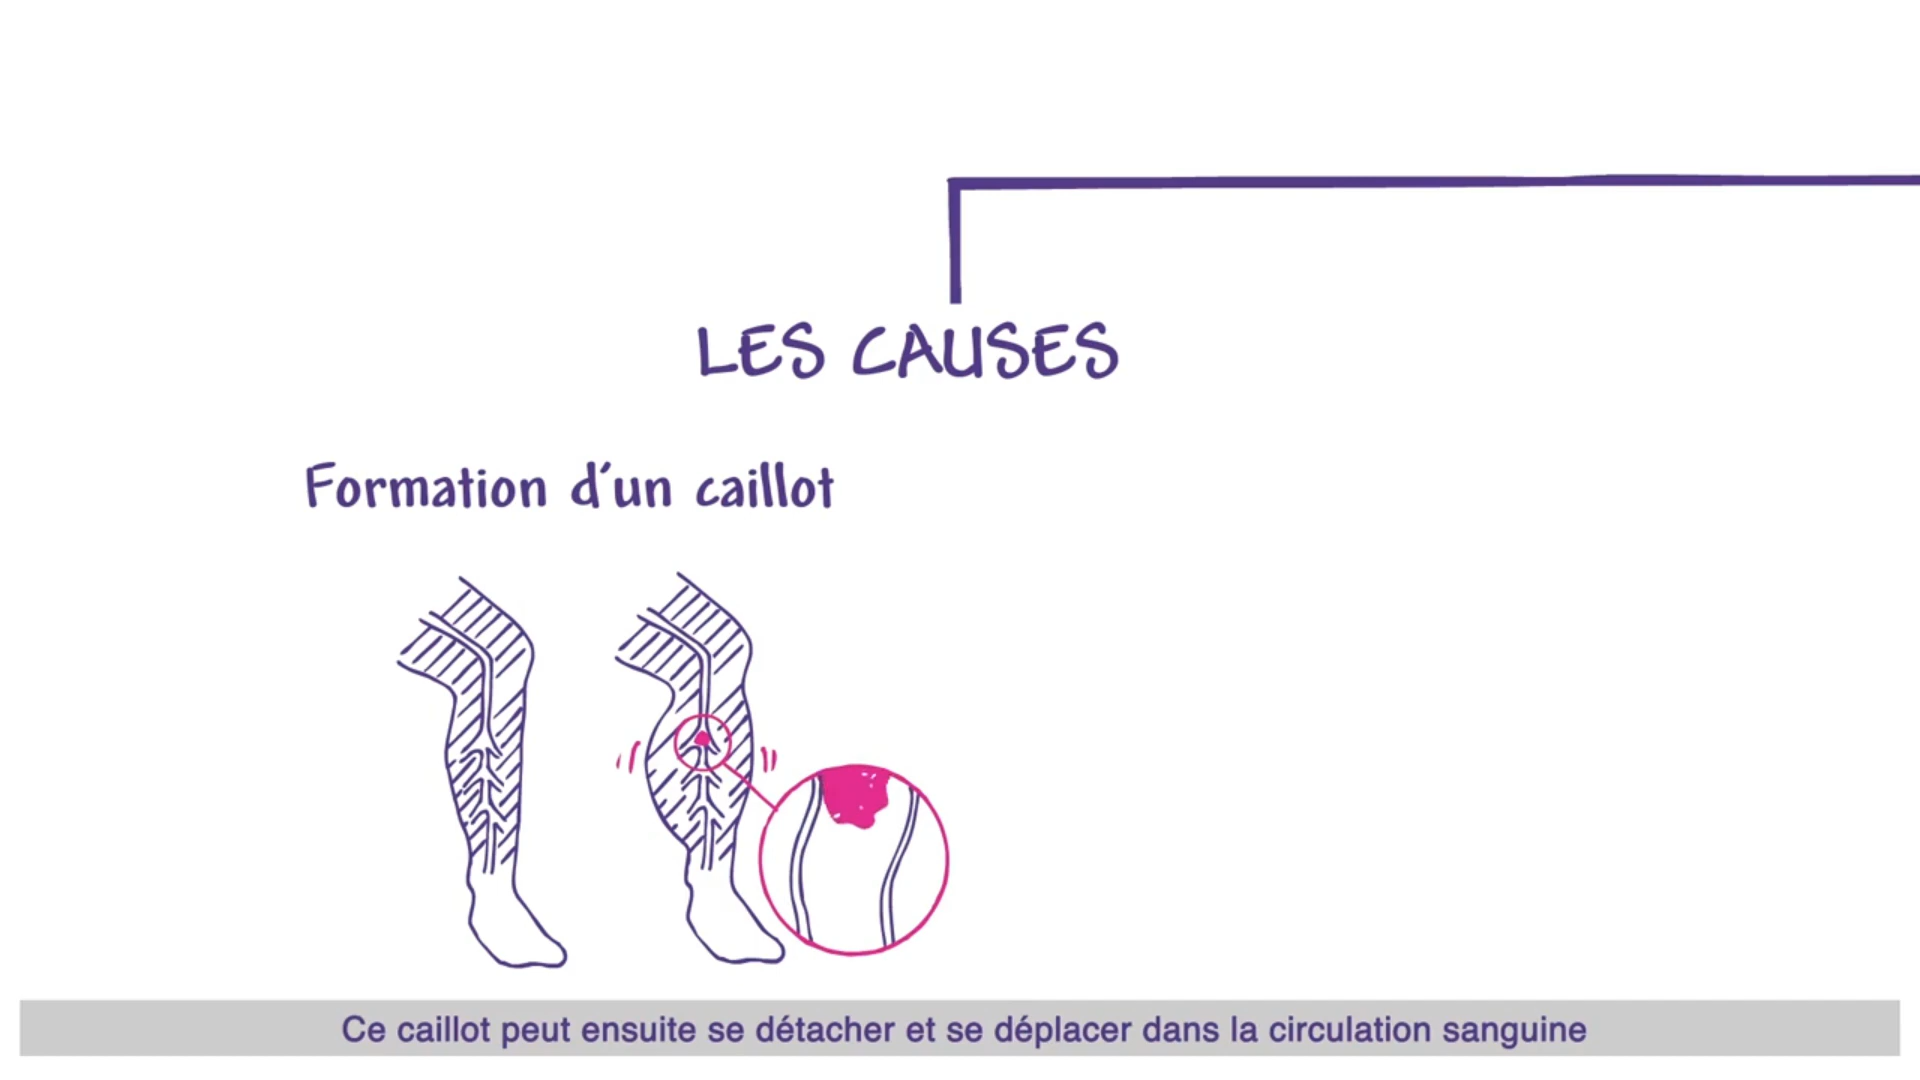 LES CAUSES
Formation d'un caillot
Ce caillot peut ensuite se détacher et se déplacer dans la circulation sanguine